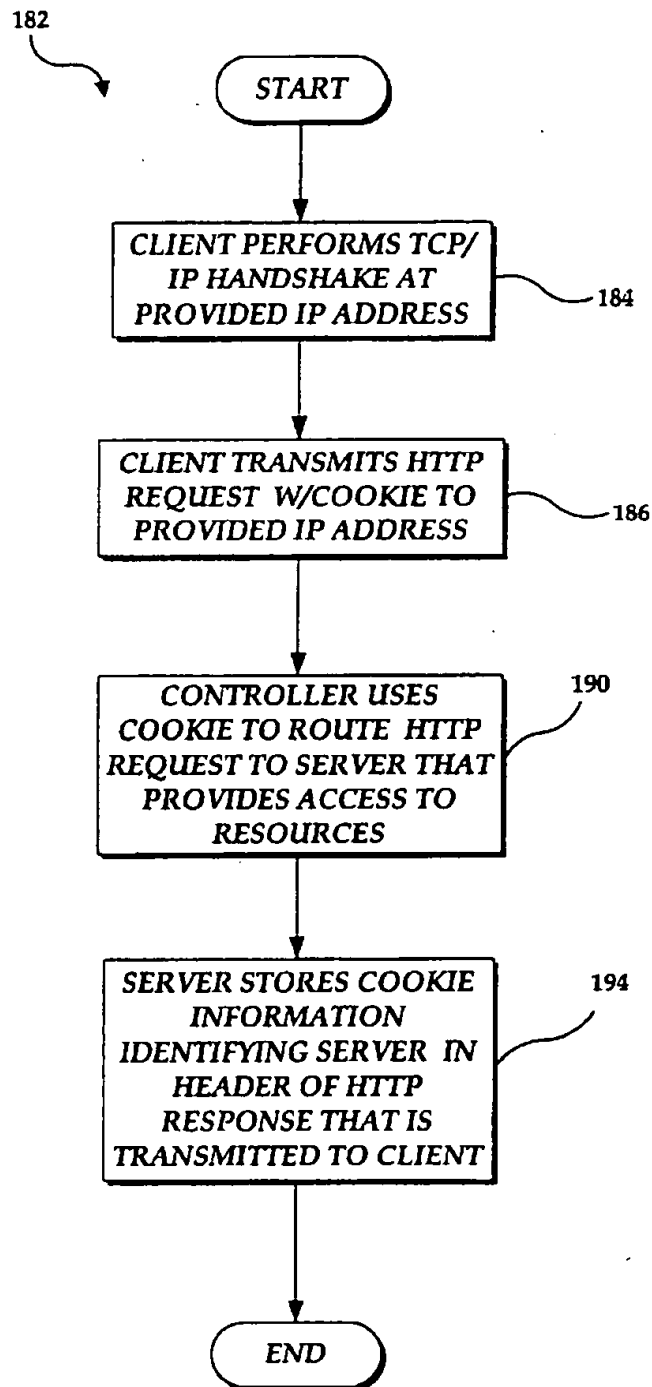 182
START
CLIENT PERFORMS TCP/
IP HANDSHAKE AT
PROVIDED IP ADDRESS
184
CLIENT TRANSMITS HTTP
REQUEST W/COOKIE TO
PROVIDED IP ADDRESS
186
CONTROLLER USES
COOKIE TO ROUTE HTTP
REQUEST TO SERVER THAT
PROVIDES ACCESS TO
RESOURCES
190
SERVER STORES COOKIE
INFORMATION
IDENTIFYING SERVER IN
HEADER OF HTTP
RESPONSE THAT IS
TRANSMITTED TO CLIENT
194
END